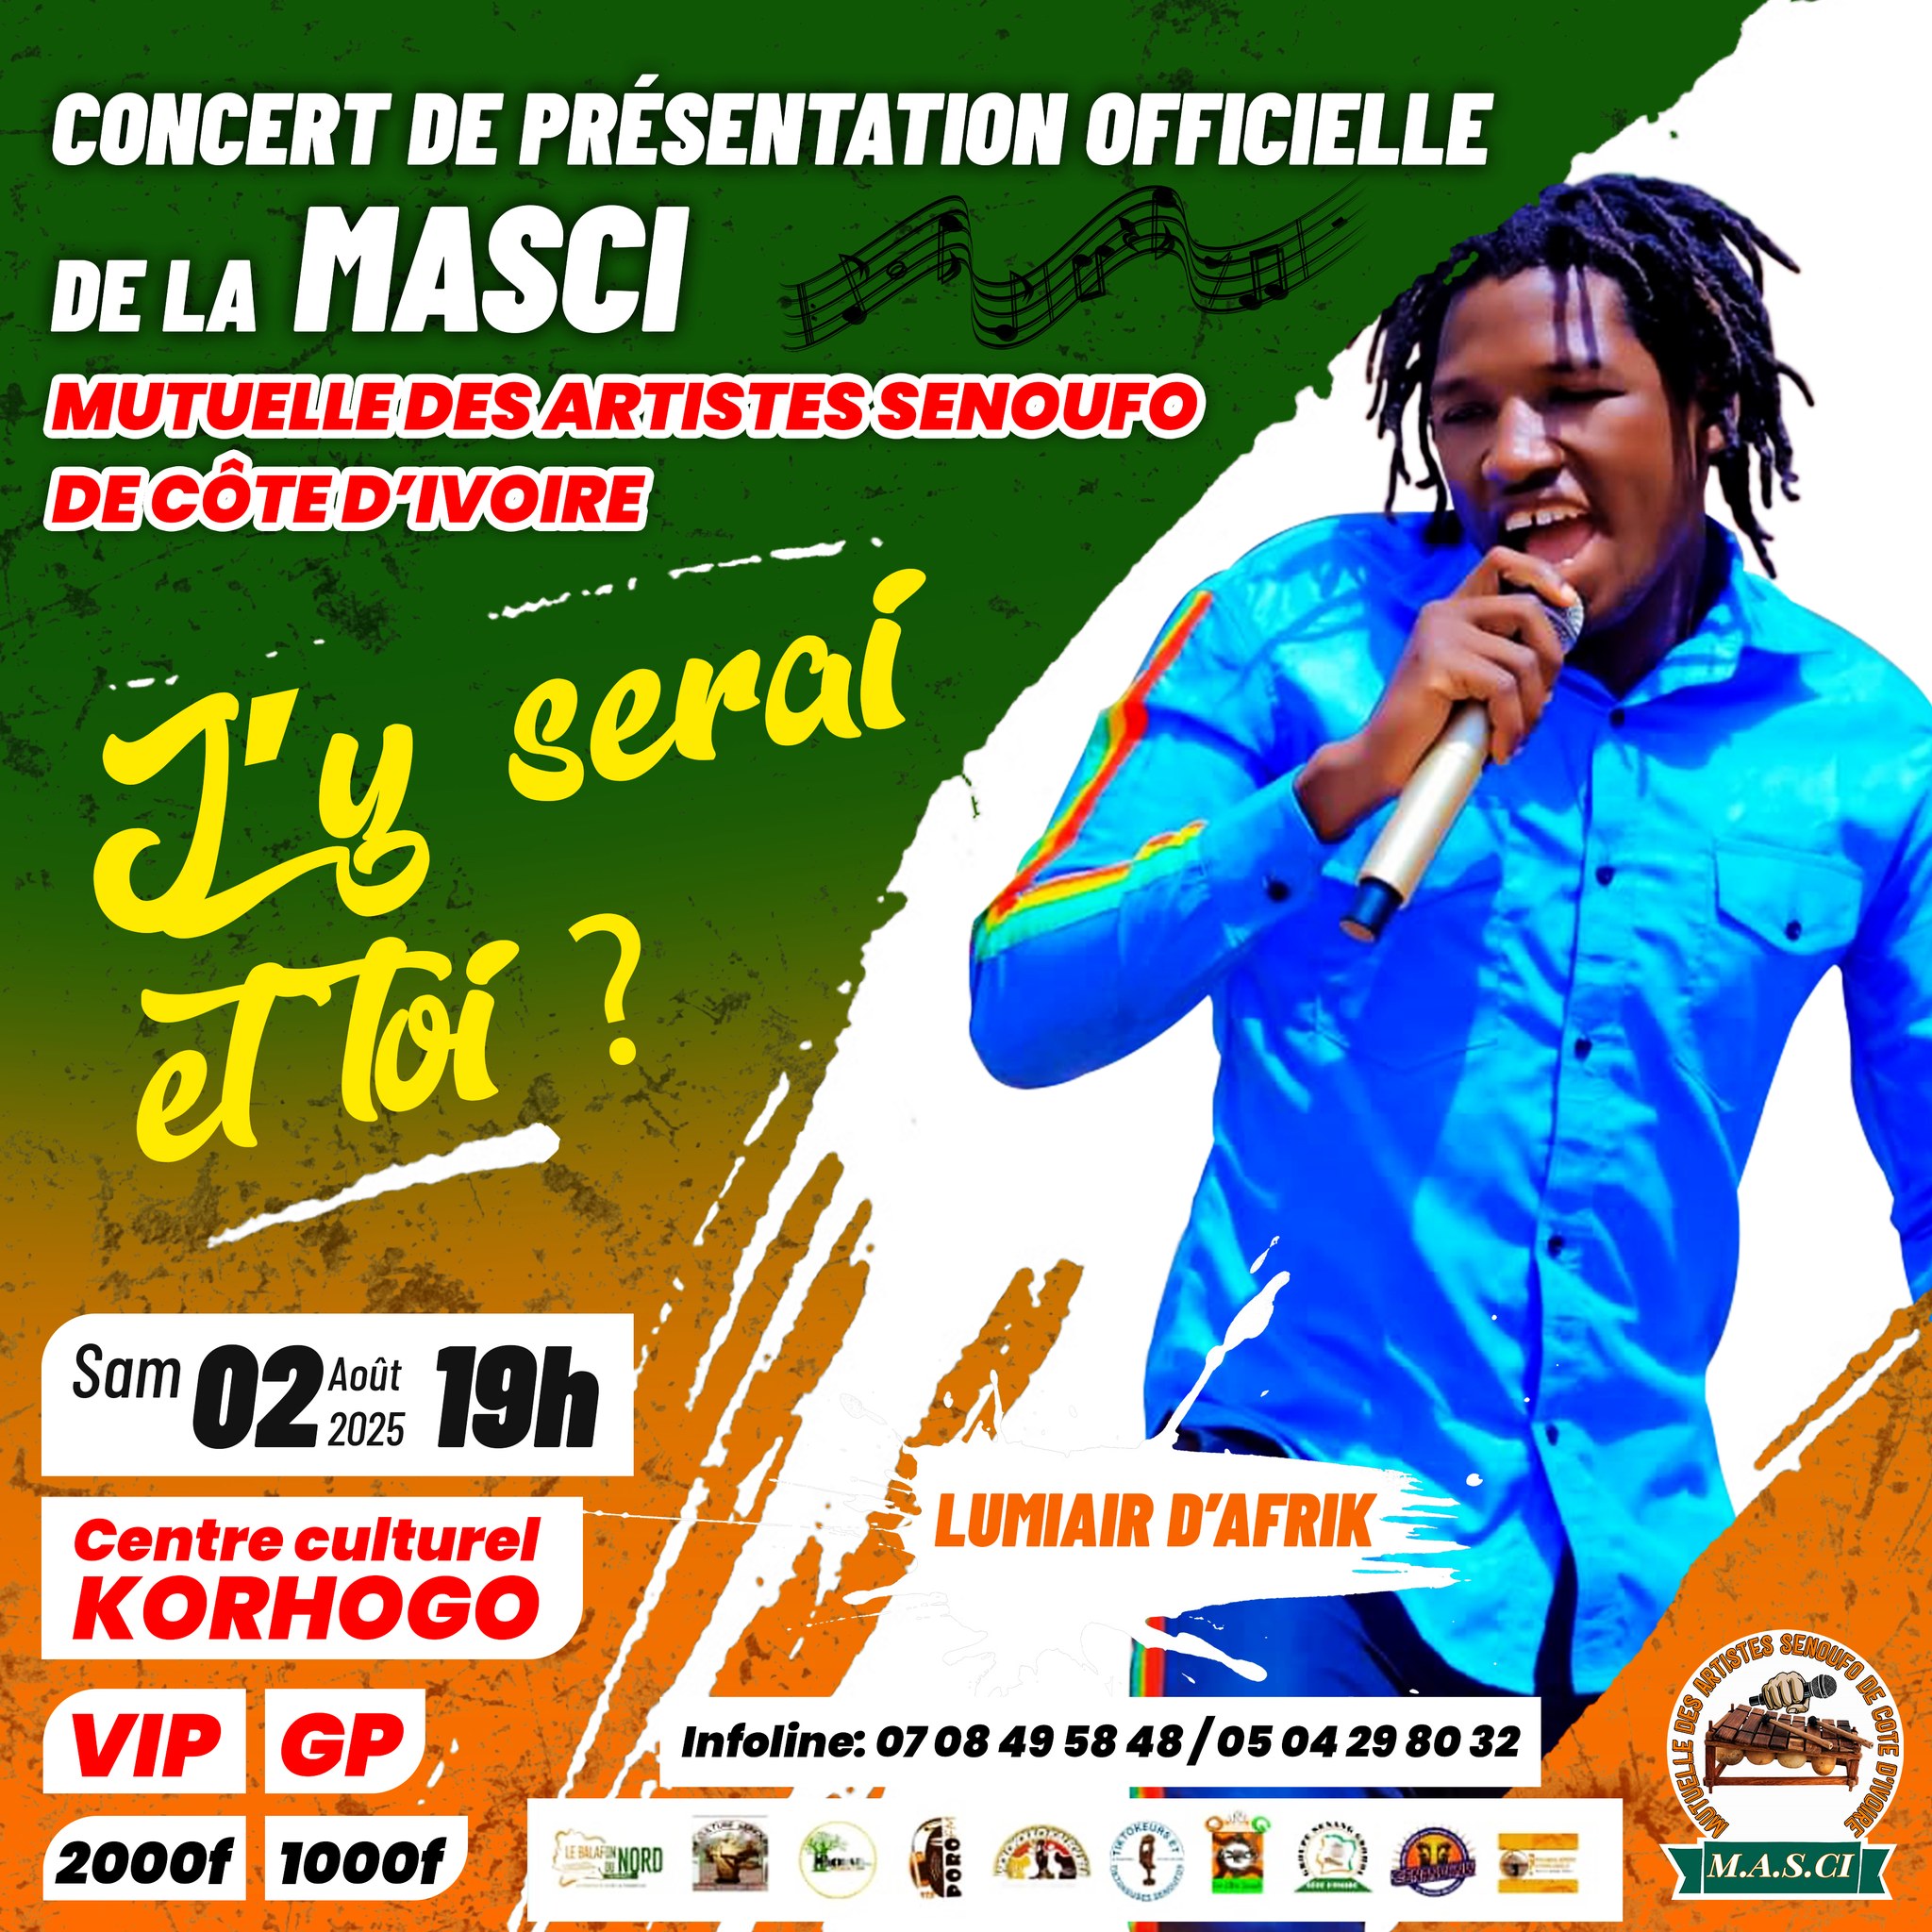 CONCERT DE PRÉSENTATION OFFICIELLE
DE LA MASCI
MUTUELLE DES ARTISTES SENOUFO
DE CÔTE D'IVOIRE
J'y serai
et toi ?
Sam 02 Août 2025 19h
Centre culturel
KORHOGO
VIP GP
2000f 1000f
LUMIAIR D'AFRIK
Infoline: 07 08 49 58 48 / 05 04 29 80 32
LE BALAFON
DU NORD
PORO
TIKTOKEURS ET
MUTUELLE DES ARTISTES SENOUFO DE COTE D'IVOIRE
M.A.S.CI